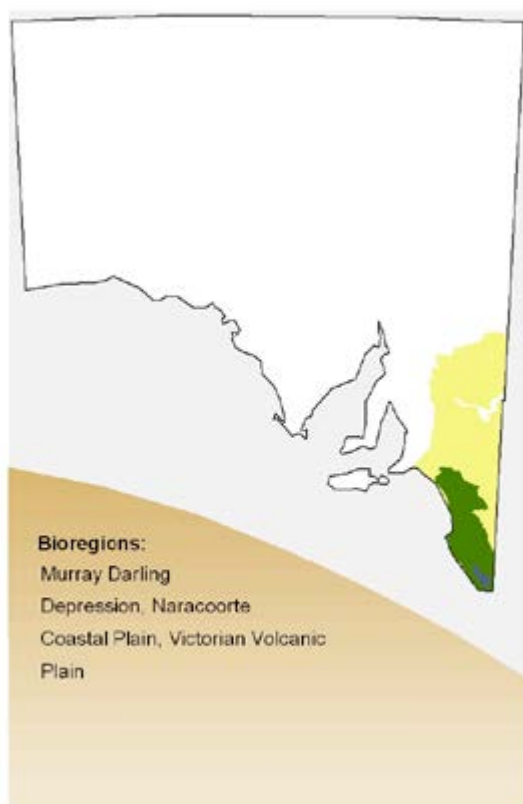 Bioregions:
Murray Darling
Depression, Naracoorte
Coastal Plain, Victorian Volcanic
Plain